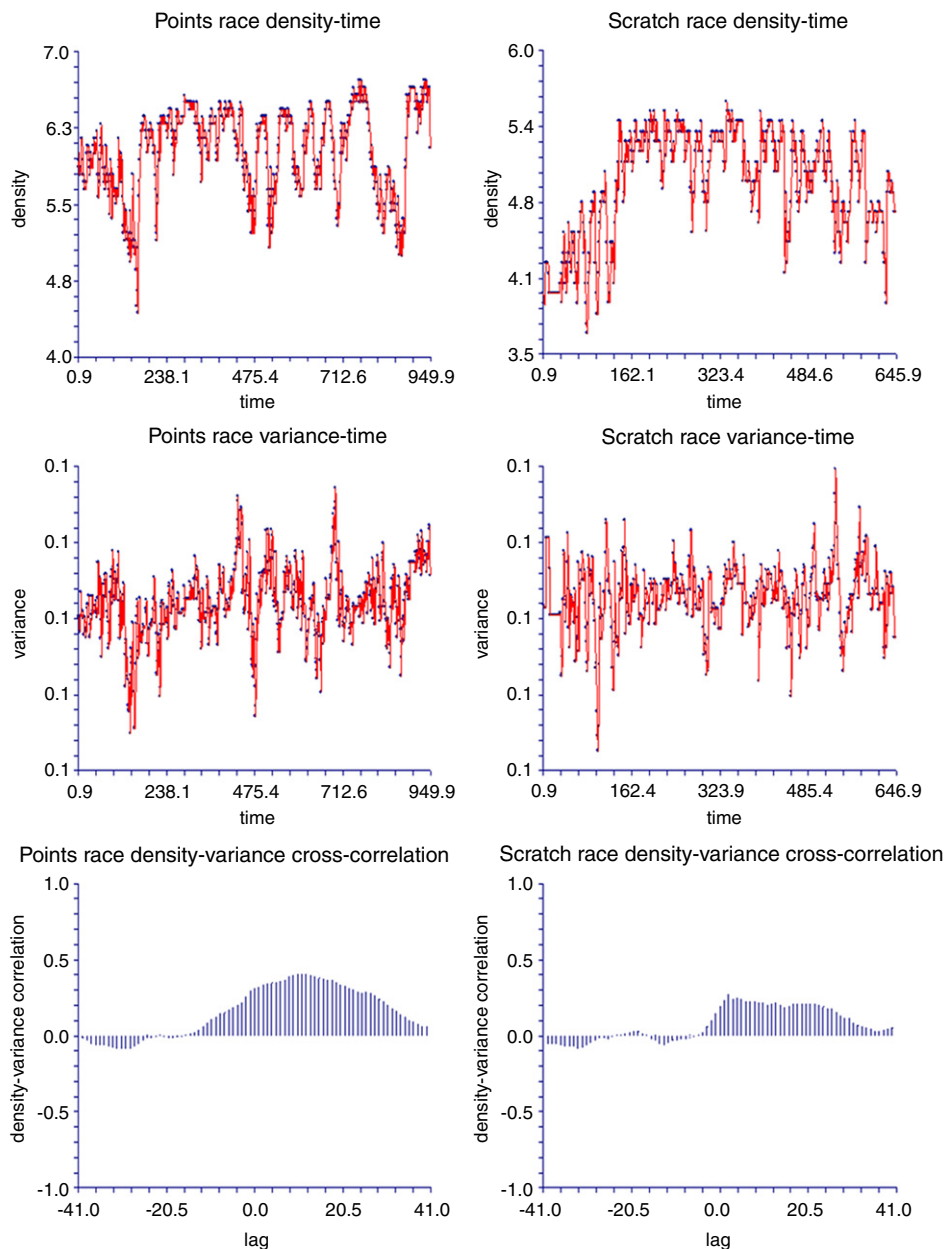 Points race density-time
7.0
6.3
5.5
4.8
4.0
density
0.9 238.1 475.4 712.6 949.9
time
Scratch race density-time
6.0
5.4
4.8
4.1
3.5
density
0.9 162.1 323.4 484.6 645.9
time
Points race variance-time
0.1
0.1
0.1
0.1
0.1
variance
0.9 238.1 475.4 712.6 949.9
time
Scratch race variance-time
0.1
0.1
0.1
0.1
0.1
variance
0.9 162.4 323.9 485.4 646.9
time
Points race density-variance cross-correlation
1.0
0.5
0.0
-0.5
-1.0
density-variance correlation
-41.0 -20.5 0.0 20.5 41.0
lag
Scratch race density-variance cross-correlation
1.0
0.5
0.0
-0.5
-1.0
density-variance correlation
-41.0 -20.5 0.0 20.5 41.0
lag